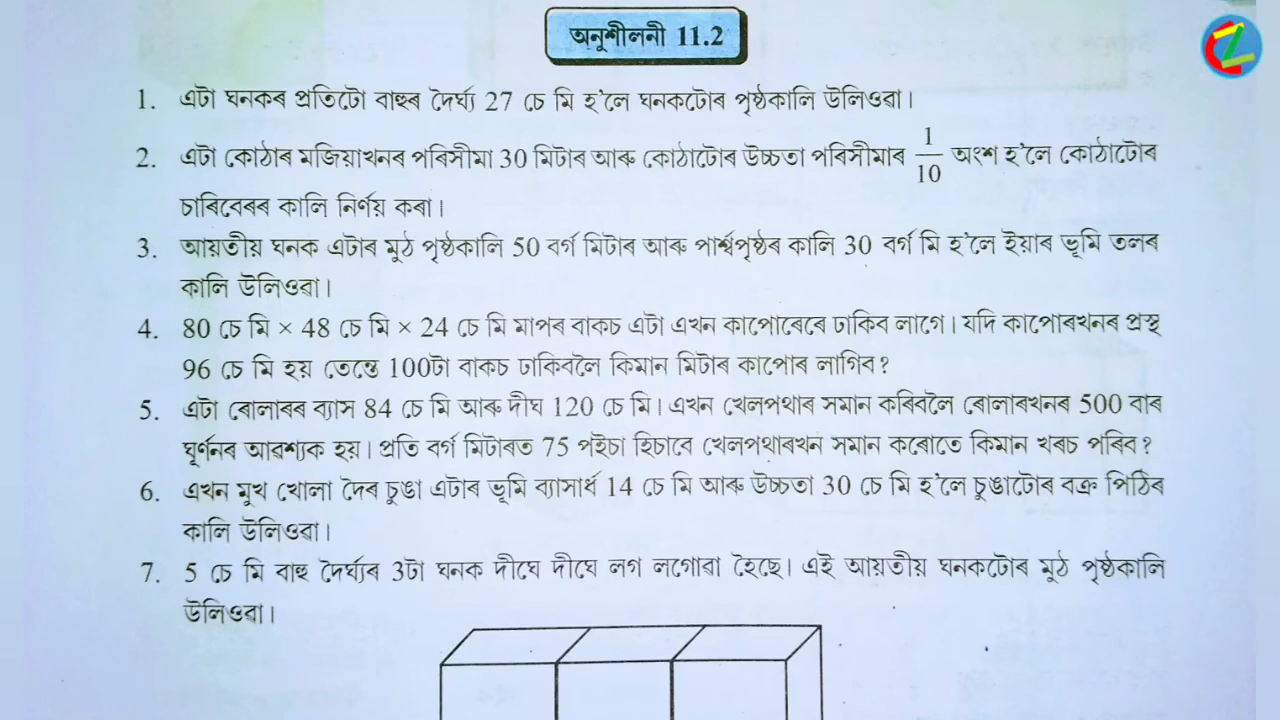 অনুশীলনী 11.2
1. এটা ঘনকৰ প্ৰতিটো বাহুৰ দৈৰ্ঘ্য 27 চে মি হ'লে ঘনকটোৰ পৃষ্ঠকালি উলিওৱা।
2. এটা কোঠাৰ মজিয়াখনৰ পৰিসীমা 30 মিটাৰ আৰু কোঠাটোৰ উচ্চতা পৰিসীমাৰ 1/10 অংশ হ'লে কোঠাটোৰ
চাৰিবেৰৰ কালি নিৰ্ণয় কৰা।
3. আয়তীয় ঘনক এটাৰ মুঠ পৃষ্ঠকালি 50 বৰ্গ মিটাৰ আৰু পাৰ্শ্বপৃষ্ঠৰ কালি 30 বৰ্গ মি হ'লে ইয়াৰ ভূমি তলৰ
কালি উলিওৱা।
4. 80 চে মি × 48 চে মি × 24 চে মি মাপৰ বাকচ এটা এখন কাপোৰেৰে ঢাকিব লাগে। যদি কাপোৰখনৰ প্ৰস্থ
96 চে মি হয় তেন্তে 100টা বাকচ ঢাকিবলৈ কিমান মিটাৰ কাপোৰ লাগিব?
5. এটা ৰোলাৰৰ ব্যাস 84 চে মি আৰু দীঘ 120 চে মি। এখন খেলপথাৰ সমান কৰিবলৈ ৰোলাৰখনৰ 500 বাৰ
ঘূৰ্ণনৰ আৱশ্যক হয়। প্ৰতি বৰ্গ মিটাৰত 75 পইচা হিচাবে খেলপথাৰখন সমান কৰোতে কিমান খৰচ পৰিব?
6. এখন মুখ খোলা দৈৰ চুঙা এটাৰ ভূমি ব্যাসাৰ্ধ 14 চে মি আৰু উচ্চতা 30 চে মি হ'লে চুঙাটোৰ বক্ৰ পিঠিৰ
কালি উলিওৱা।
7. 5 চে মি বাহু দৈৰ্ঘ্যৰ 3টা ঘনক দীঘে দীঘে লগ লগোৱা হৈছে। এই আয়তীয় ঘনকটোৰ মুঠ পৃষ্ঠকালি
উলিওৱা।